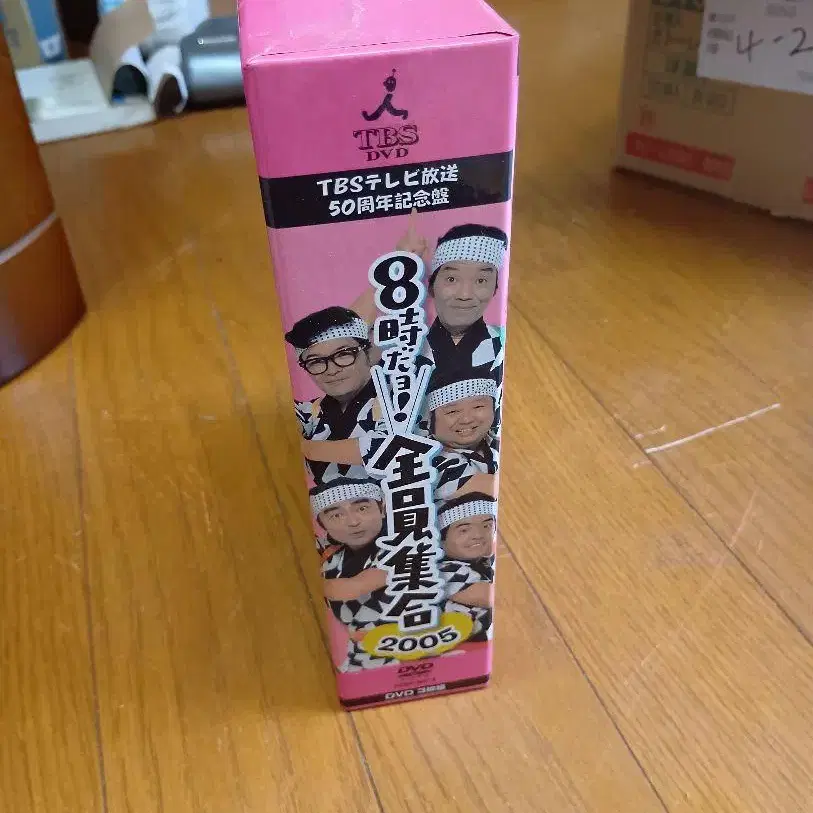 TBS
DVD
TBSテレビ放送
50周年記念盤
8時だョ!
全員集合
2005
DVD
DVD 3枚組
4-2